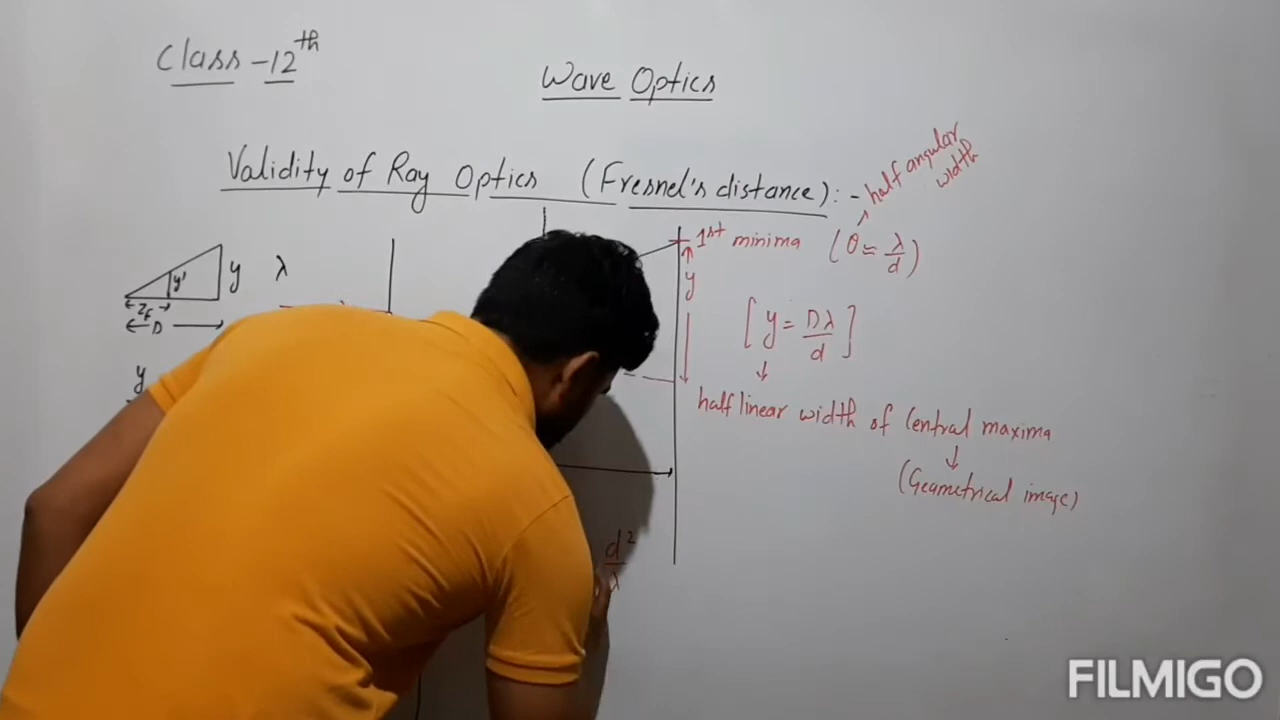 Class - 12th
Wave Optics
Validity of Ray Optics (Fresnel's distance) : -
half angular
width
1st minima (θ ≈ λ/d)
y' y λ
Z_F
D
y
[y = Dλ/d]
y
half linear width of Central maxima
(Geometrical image)
d²/λ
FILMIGO